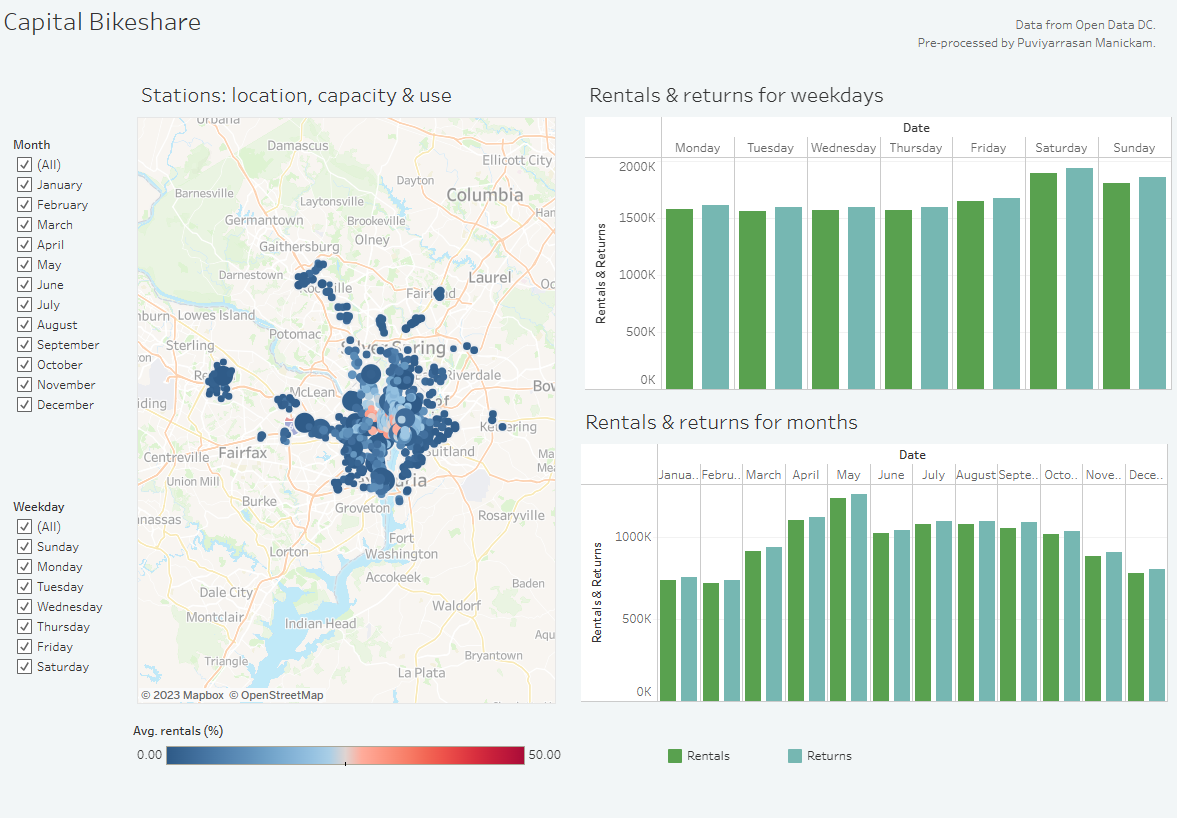 Capital Bikeshare
Data from Open Data DC.
Pre-processed by Puviyarrasan Manickam.
Stations: location, capacity & use
Rentals & returns for weekdays
Month
(All)
January
February
March
April
May
June
July
August
September
October
November
December
Weekday
(All)
Sunday
Monday
Tuesday
Wednesday
Thursday
Friday
Saturday
Urbana
Damascus
Ellicott City
Dayton
Columbia
Barnesville
Laytonsville
Germantown
Brookeville
Olney
Gaithersburg
Darnestown
Laurel
Lowes Island
Potomac
Sterling
McLean
Riverdale
Fairfax
Centreville
Suitland
Union Mill
Burke
Groveton
Rosaryville
Fort
Washington
Lorton
Accokeek
Dale City
Baden
Waldorf
Montclair
Indian Head
Triangle
Bryantown
La Plata
© 2023 Mapbox © OpenStreetMap
Avg. rentals (%)
0.00
50.00
Date
Monday Tuesday Wednesday Thursday Friday Saturday Sunday
2000K
1500K
1000K
500K
0K
Rentals & Returns
Rentals & returns for months
Date
Janua.. Febru.. March April May June July August Septe.. Octo.. Nove.. Dece..
1000K
500K
0K
Rentals & Returns
Rentals
Returns